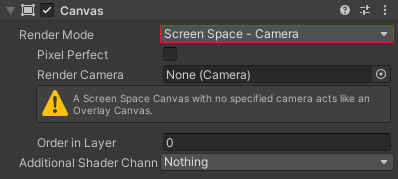 Canvas
Render Mode Screen Space - Camera
Pixel Perfect
Render Camera None (Camera)
A Screen Space Canvas with no specified camera acts like an
Overlay Canvas.
Order in Layer 0
Additional Shader Chann Nothing